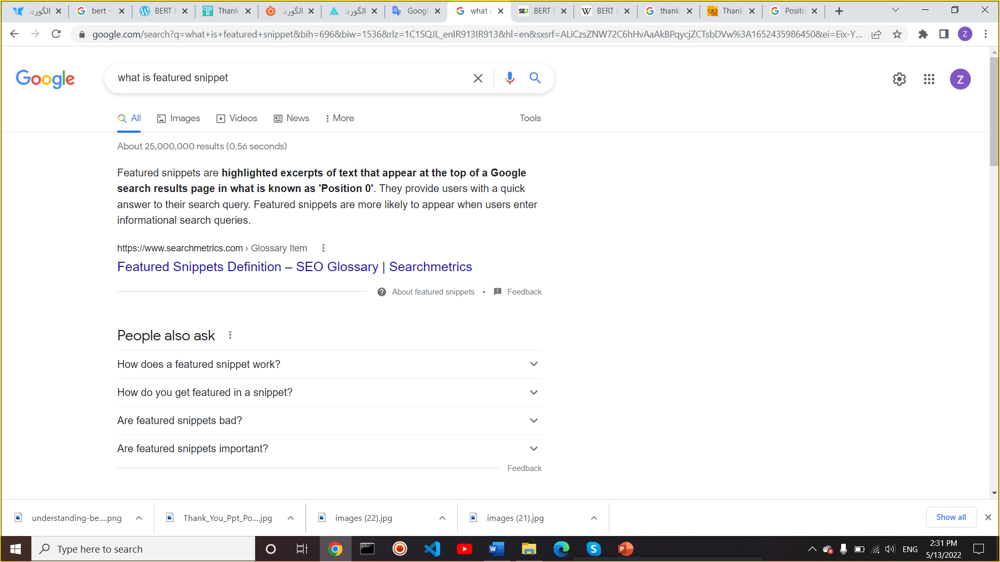 الگوریت
bert -
BERT E
Thank
الگوریت
الگوریت
Googl
what i
BERT E
BERT (
thank
Thank
Positic
google.com/search?q=what+is+featured+snippet&bih=696&biw=1536&rlz=1C1SQJL_enIR913IR913&hl=en&sxsrf=ALiCzsZNW72C6hHvAaAkBPqycjZCTsbDVw%3A1652435986450&ei=Eix-Y...
Z
Google
what is featured snippet
Z
All Images Videos News More Tools
About 25,000,000 results (0.56 seconds)
Featured snippets are highlighted excerpts of text that appear at the top of a Google
search results page in what is known as 'Position 0'. They provide users with a quick
answer to their search query. Featured snippets are more likely to appear when users enter
informational search queries.
https://www.searchmetrics.com › Glossary Item
Featured Snippets Definition – SEO Glossary | Searchmetrics
About featured snippets • Feedback
People also ask
How does a featured snippet work?
How do you get featured in a snippet?
Are featured snippets bad?
Are featured snippets important?
Feedback
understanding-be....png
Thank_You_Ppt_Po....jpg
images (22).jpg
images (21).jpg
Show all
Type here to search
ENG
2:31 PM
5/13/2022